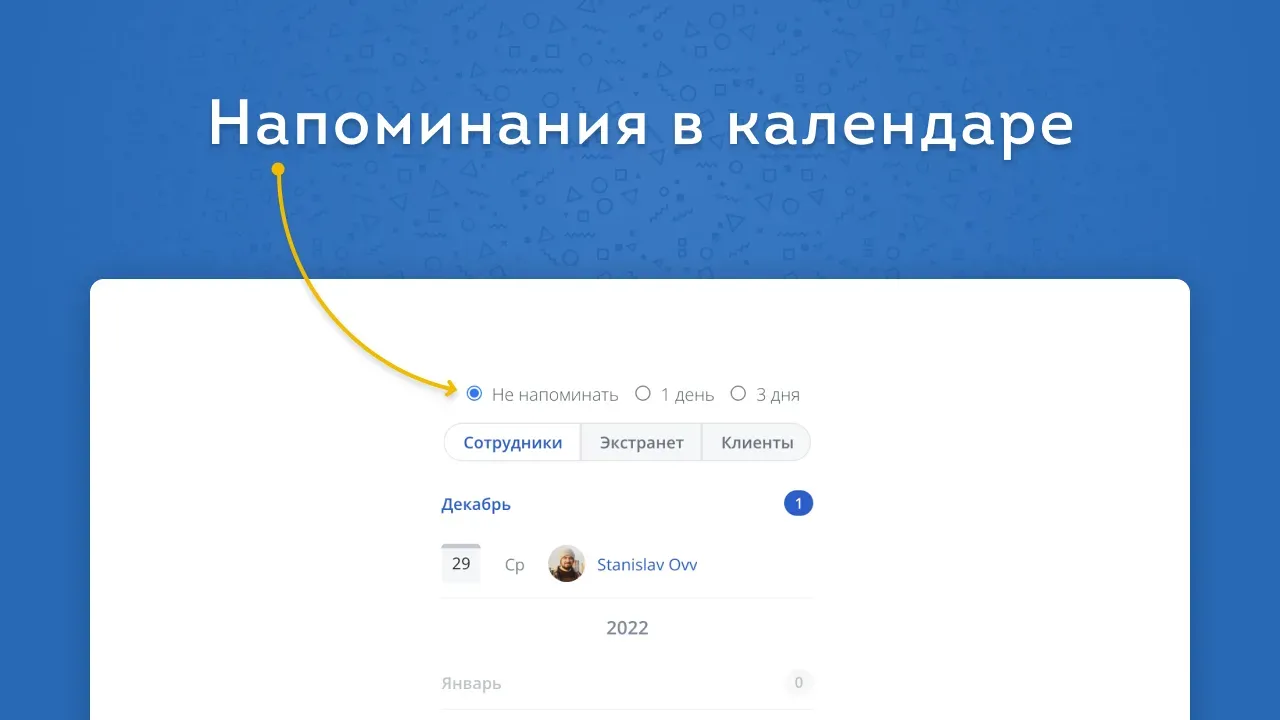 Напоминания в календаре
Не напоминать 1 день 3 дня
Сотрудники Экстранет Клиенты
Декабрь 1
29 Ср Stanislav Ovv
2022
Январь 0